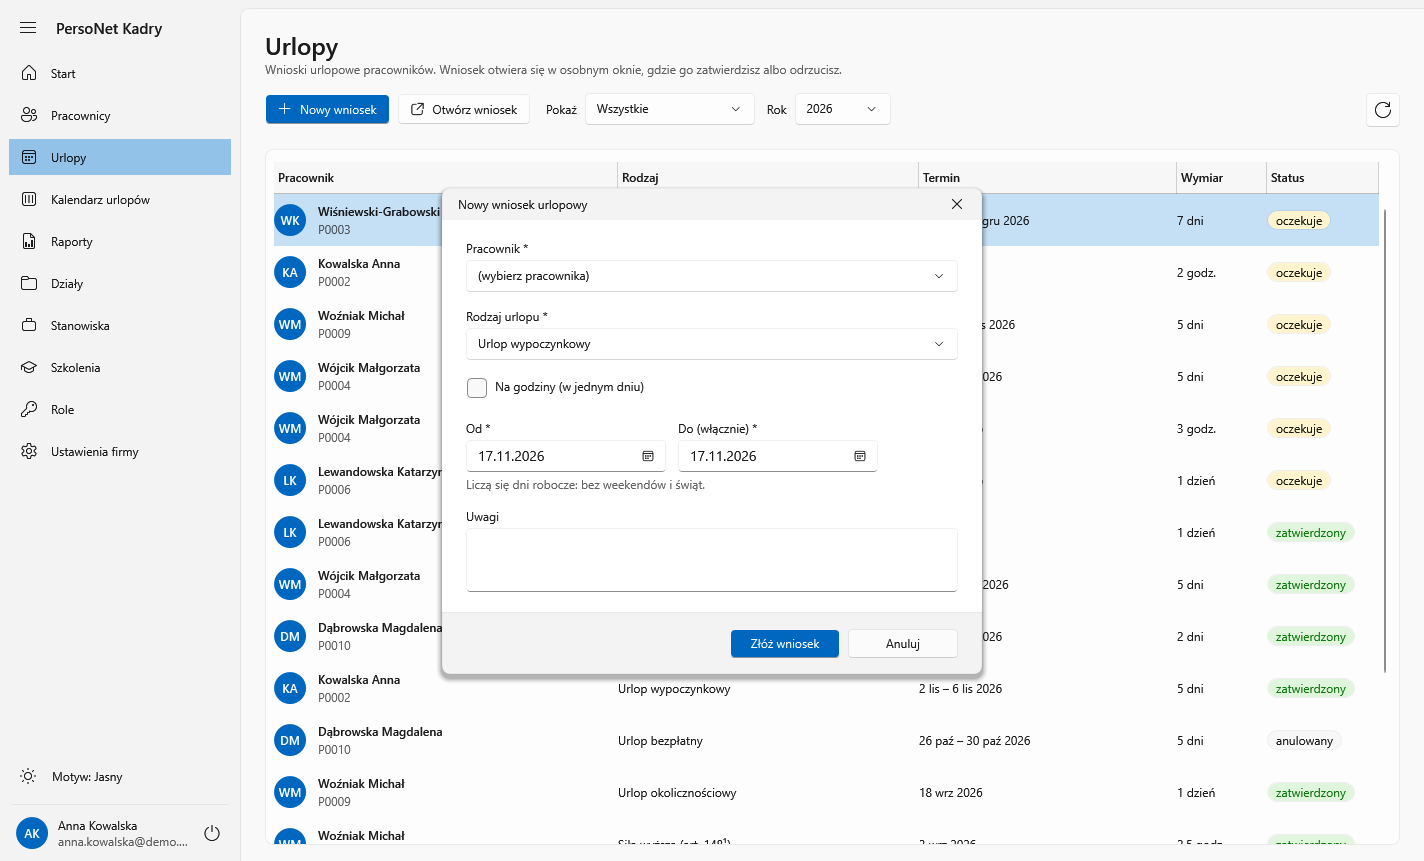 PersoNet Kadry
Start
Pracownicy
Urlopy
Kalendarz urlopów
Raporty
Działy
Stanowiska
Szkolenia
Role
Ustawienia firmy
Motyw: Jasny
AK
Anna Kowalska
anna.kowalska@demo....
Urlopy
Wnioski urlopowe pracowników. Wniosek otwiera się w osobnym oknie, gdzie go zatwierdzisz albo odrzucisz.
Nowy wniosek
Otwórz wniosek
Pokaż
Wszystkie
Rok
2026
Pracownik Rodzaj Termin Wymiar Status
WK Wiśniewski-Grabowski gru 2026 7 dni oczekuje
P0003
KA Kowalska Anna 2 godz. oczekuje
P0002
WM Woźniak Michał 2026 5 dni oczekuje
P0009
WM Wójcik Małgorzata 5 dni oczekuje
P0004
WM Wójcik Małgorzata 3 godz. oczekuje
P0004
LK Lewandowska 1 dzień oczekuje
P0006
LK Lewandowska 1 dzień zatwierdzony
P0006
WM Wójcik Małgorzata 2026 5 dni zatwierdzony
P0004
DM Dąbrowska Magdalena 2 dni zatwierdzony
P0010
KA Kowalska Anna Urlop wypoczynkowy 2 lis – 6 lis 2026 5 dni zatwierdzony
P0002
DM Dąbrowska Magdalena Urlop bezpłatny 26 paź – 30 paź 2026 5 dni anulowany
P0010
WM Woźniak Michał Urlop okolicznościowy 18 wrz 2026 1 dzień zatwierdzony
P0009
WM Woźniak Michał
Nowy wniosek urlopowy
Pracownik *
(wybierz pracownika)
Rodzaj urlopu *
Urlop wypoczynkowy
Na godziny (w jednym dniu)
Od * Do (włącznie) *
17.11.2026 17.11.2026
Liczą się dni robocze: bez weekendów i świąt.
Uwagi
Złóż wniosek Anuluj